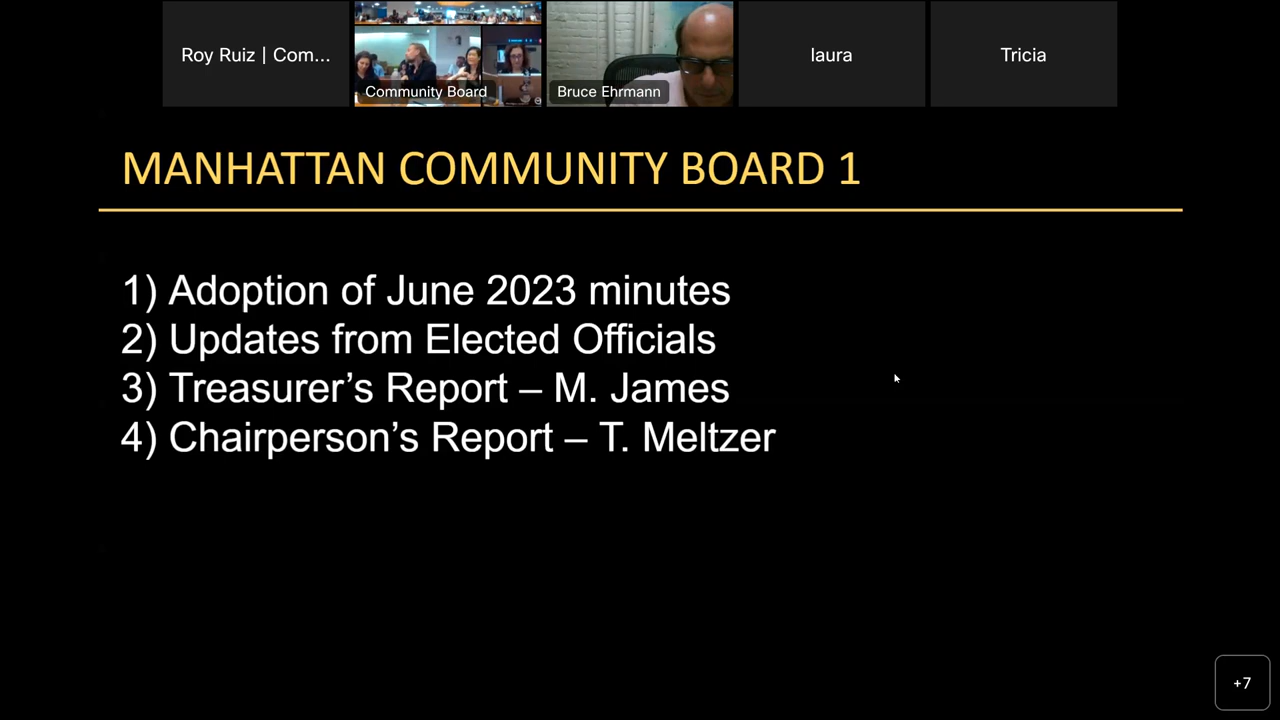 Roy Ruiz | Com...
Community Board
Bruce Ehrmann
laura
Tricia
MANHATTAN COMMUNITY BOARD 1
1) Adoption of June 2023 minutes
2) Updates from Elected Officials
3) Treasurer’s Report – M. James
4) Chairperson’s Report – T. Meltzer
+7